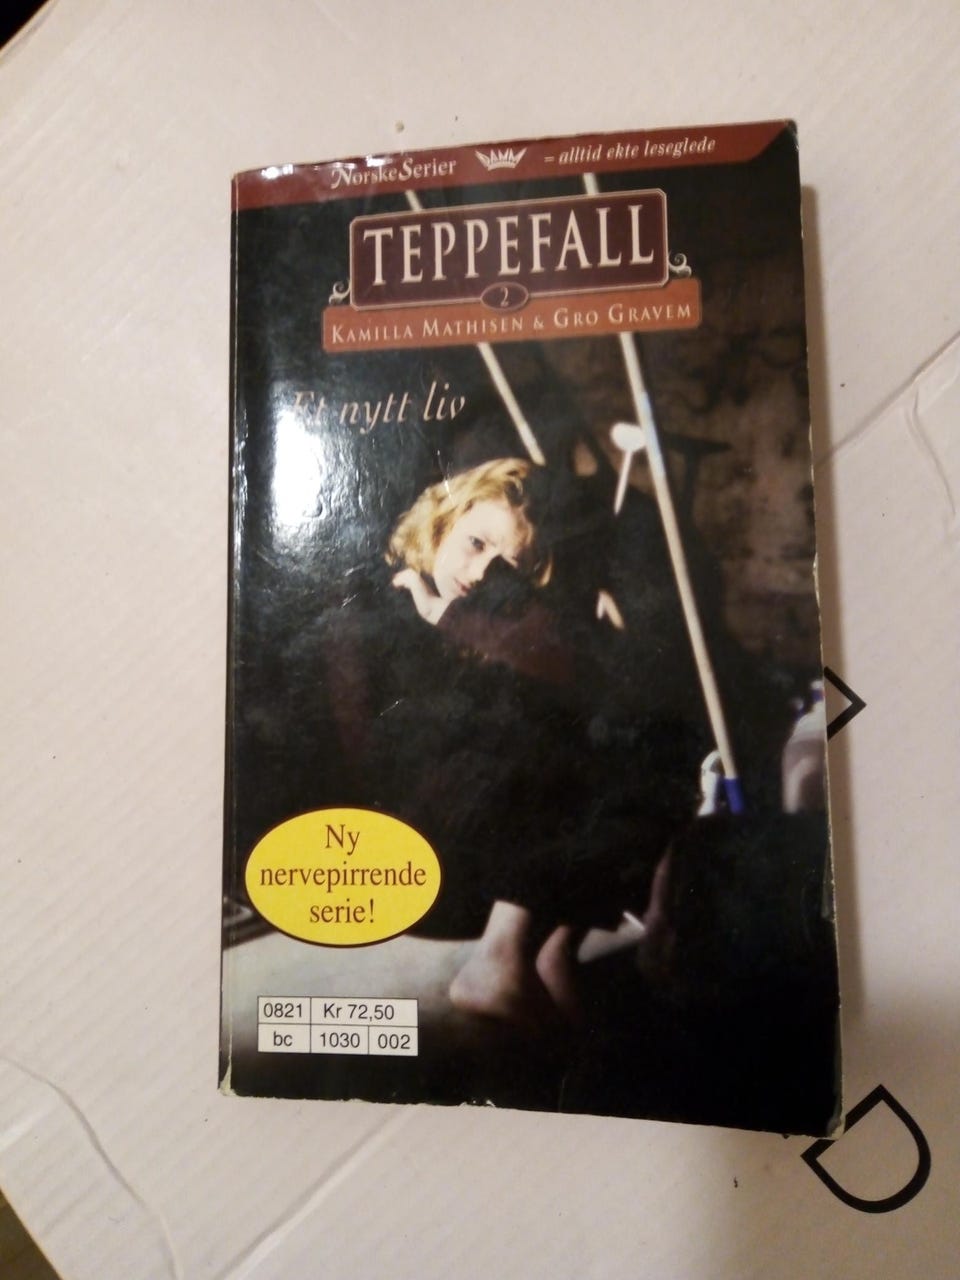 NorskeSerier DAMM = alltid ekte leseglede
TEPPEFALL
2
KAMILLA MATHISEN & GRO GRAVEM
Et nytt liv
Ny
nervepirrende
serie!
0821 Kr 72,50
bc 1030 002
D